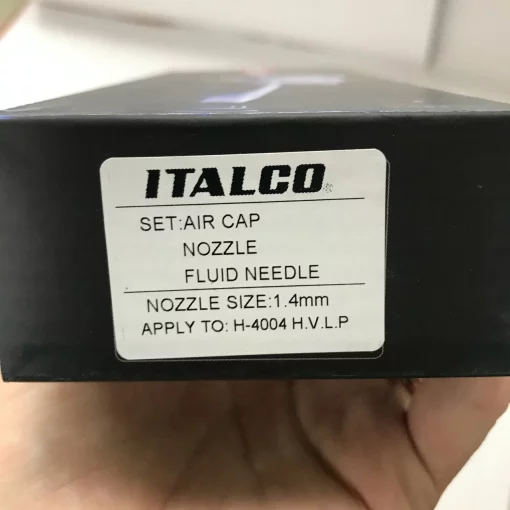 ITALCO
SET:AIR CAP
NOZZLE
FLUID NEEDLE
NOZZLE SIZE:1.4mm
APPLY TO: H-4004 H.V.L.P